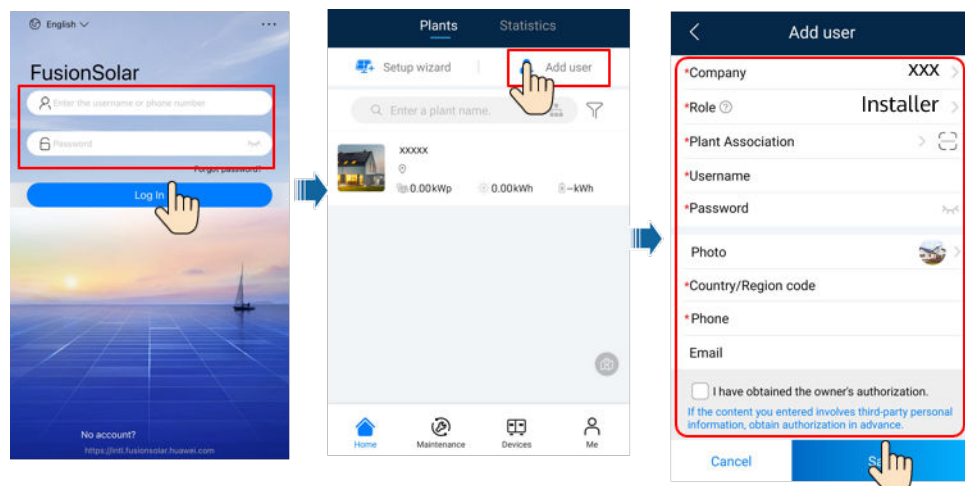 English
FusionSolar
Enter the username or phone number
Password
Forgot password?
Log In
No account?
https://intl.fusionsolar.huawei.com
Plants Statistics
Setup wizard Add user
Enter a plant name.
xxxxx
0.00kWp 0.00kWh --kWh
Home Maintenance Devices Me
Add user
*Company XXX
*Role Installer
*Plant Association
*Username
*Password
Photo
*Country/Region code
*Phone
Email
I have obtained the owner's authorization.
If the content you entered involves third-party personal
information, obtain authorization in advance.
Cancel